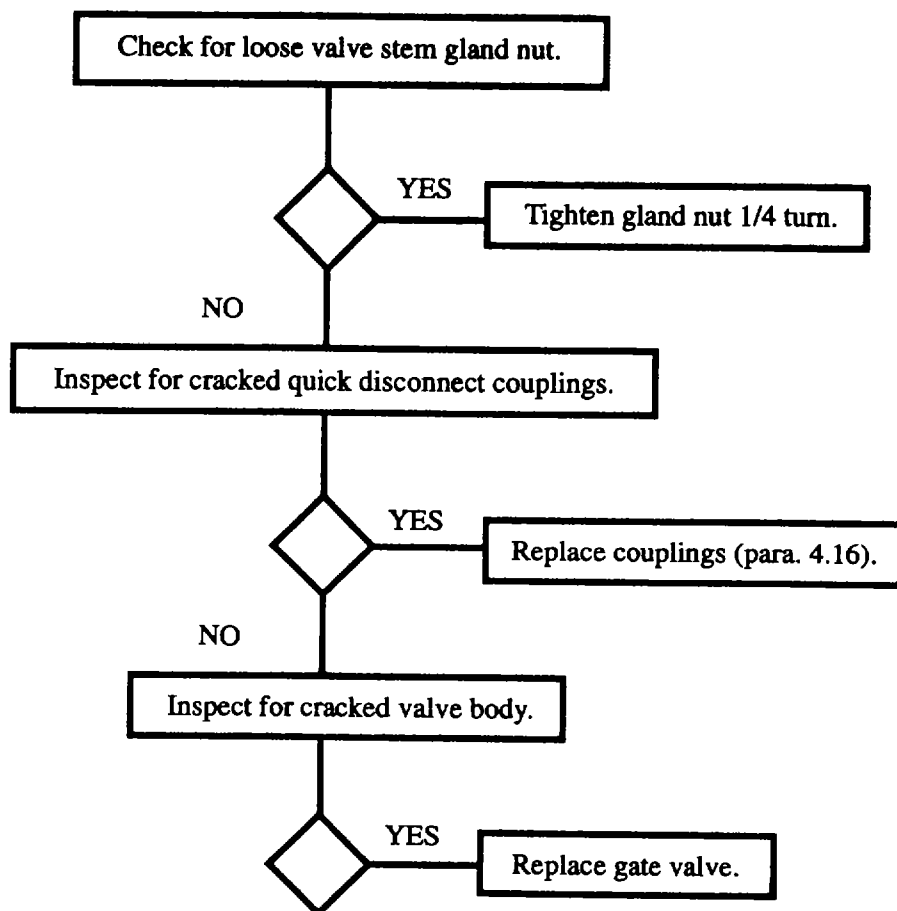 Check for loose valve stem gland nut.
YES
Tighten gland nut 1/4 turn.
NO
Inspect for cracked quick disconnect couplings.
YES
Replace couplings (para. 4.16).
NO
Inspect for cracked valve body.
YES
Replace gate valve.